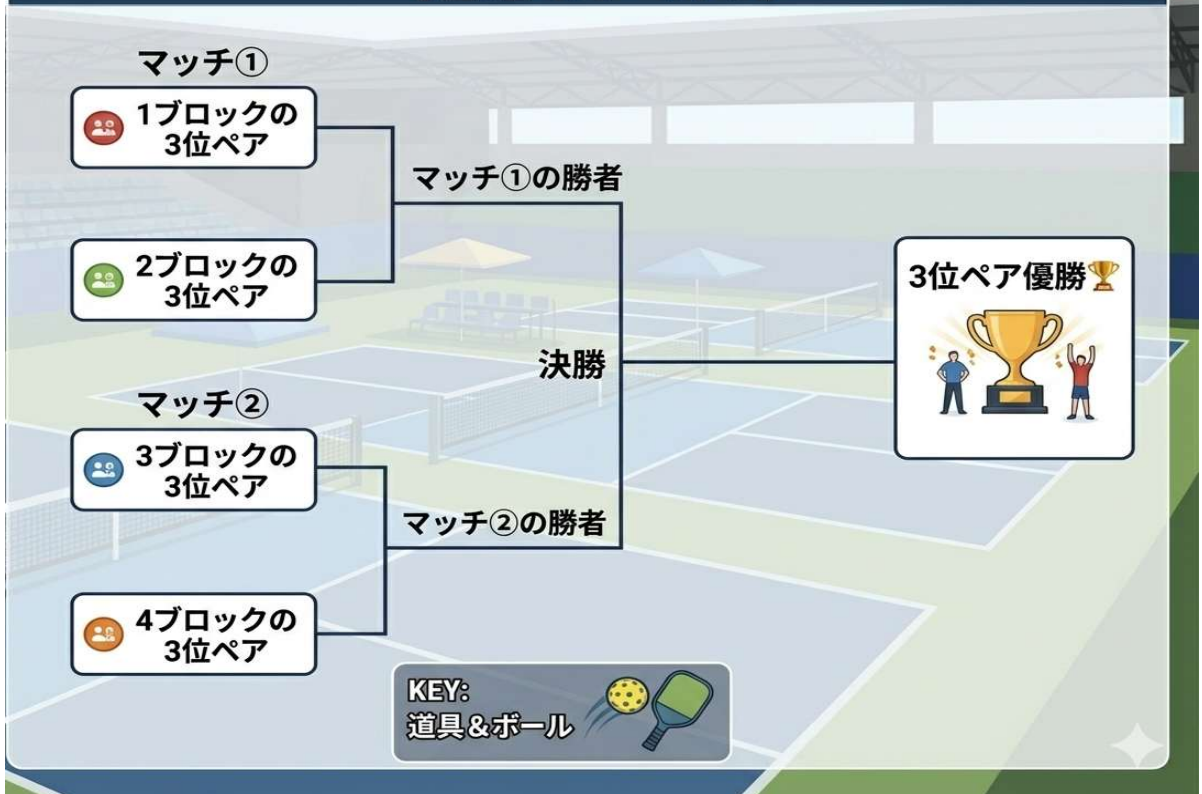 マッチ①
1ブロックの
3位ペア
マッチ①の勝者
2ブロックの
3位ペア
3位ペア優勝🏆
決勝
マッチ②
3ブロックの
3位ペア
マッチ②の勝者
4ブロックの
3位ペア
KEY:
道具&ボール